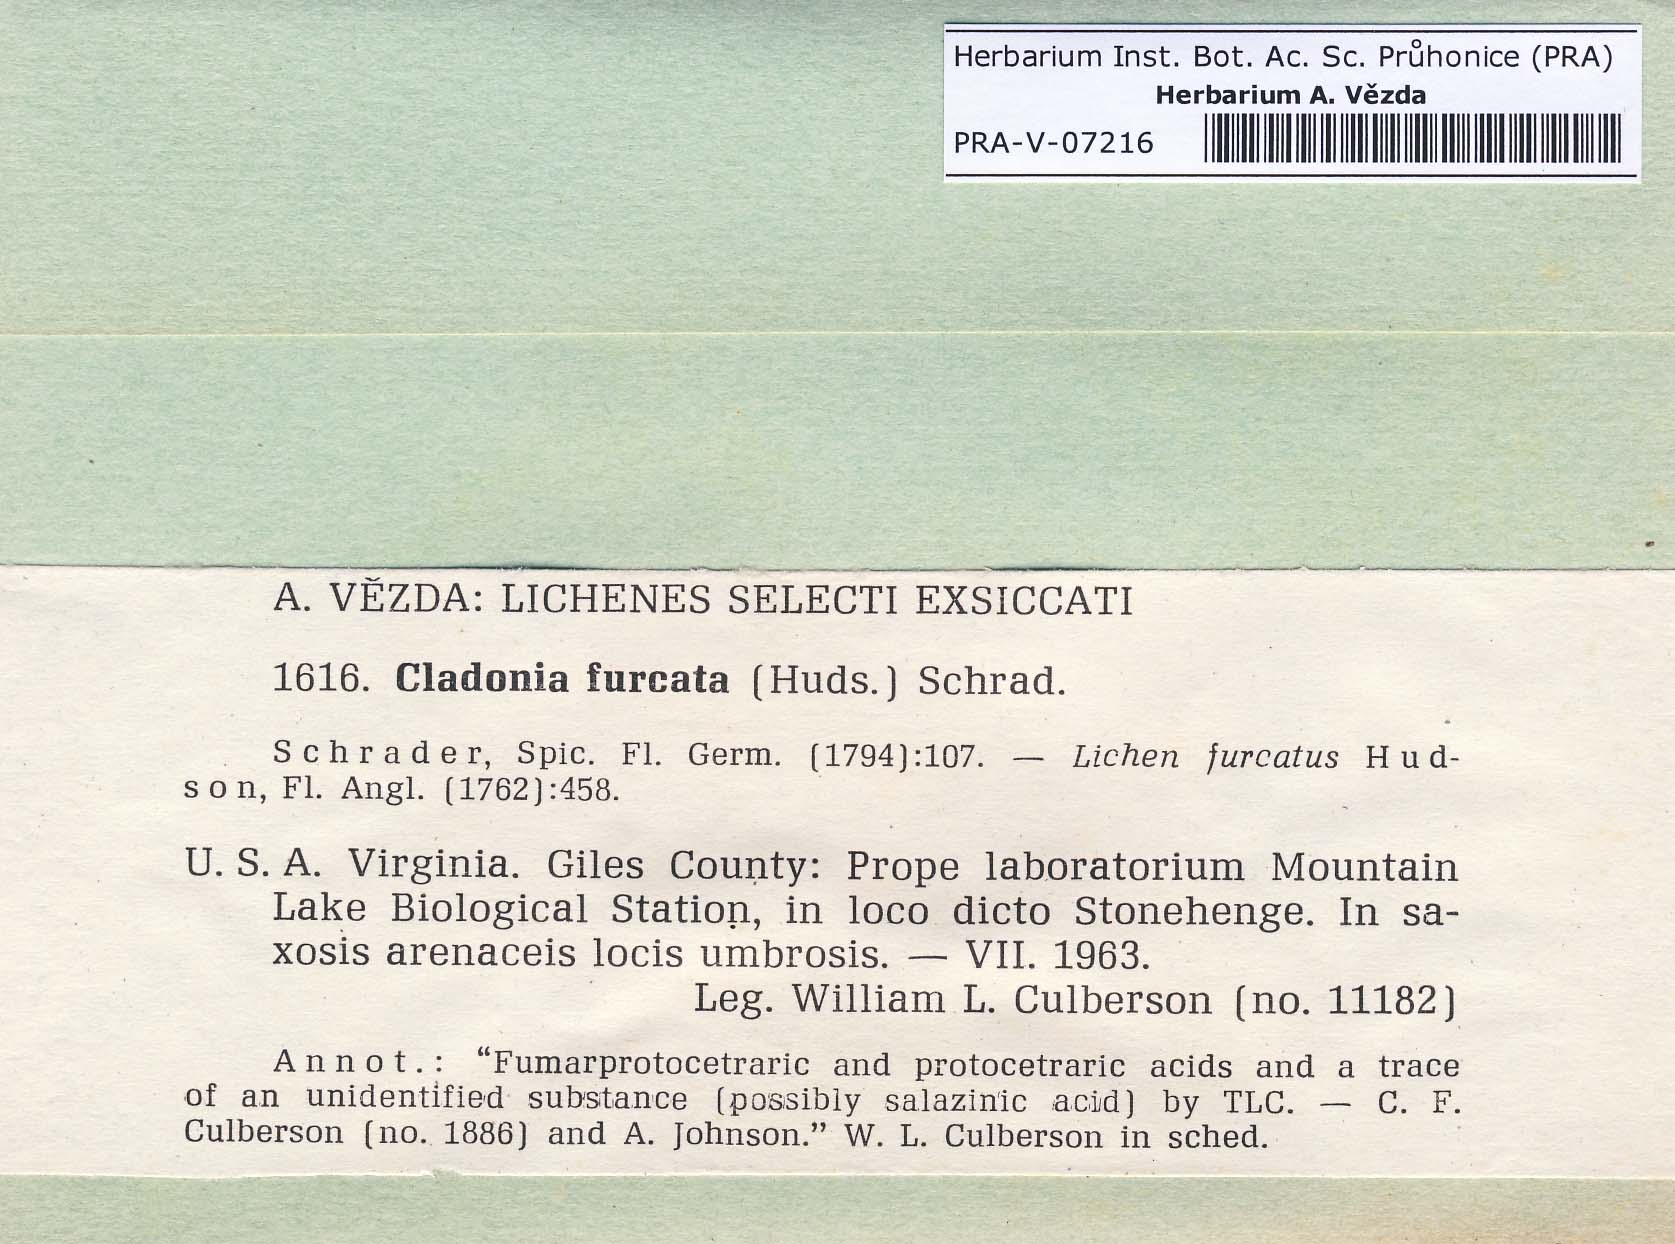 Herbarium Inst. Bot. Ac. Sc. Průhonice (PRA)
Herbarium A. Vězda
PRA-V-07216
A. VĚZDA: LICHENES SELECTI EXSICCATI
1616. Cladonia furcata (Huds.) Schrad.
Schrader, Spic. Fl. Germ. (1794):107. — Lichen furcatus Hud-
son, Fl. Angl. (1762):458.
U. S. A. Virginia. Giles County: Prope laboratorium Mountain
Lake Biological Station, in loco dicto Stonehenge. In sa-
xosis arenaceis locis umbrosis. — VII. 1963.
Leg. William L. Culberson (no. 11182)
Annot.: “Fumarprotocetraric and protocetraric acids and a trace
of an unidentified substance (possibly salazinic acid) by TLC. — C. F.
Culberson (no. 1886) and A. Johnson.” W. L. Culberson in sched.